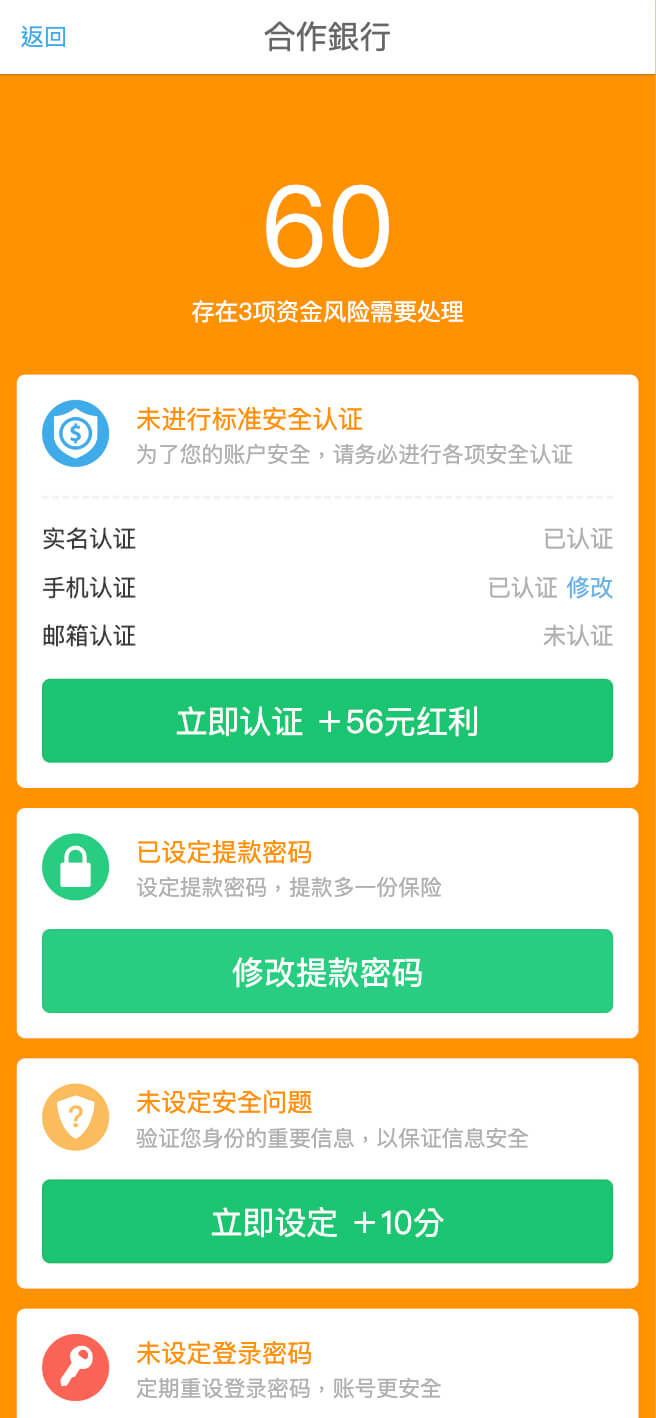 返回
合作銀行
60
存在3项资金风险需要处理
未进行标准安全认证
为了您的账户安全，请务必进行各项安全认证
实名认证 已认证
手机认证 已认证 修改
邮箱认证 未认证
立即认证 +56元红利
已设定提款密码
设定提款密码，提款多一份保险
修改提款密码
未设定安全问题
验证您身份的重要信息，以保证信息安全
立即设定 +10分
未设定登录密码
定期重设登录密码，账号更安全